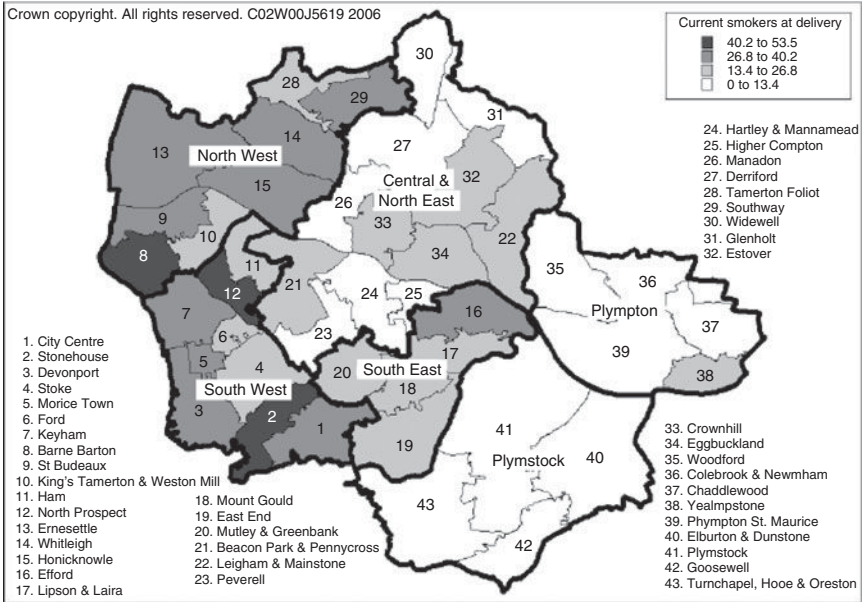 Crown copyright. All rights reserved. C02W00J5619 2006
Current smokers at delivery
40.2 to 53.5
26.8 to 40.2
13.4 to 26.8
0 to 13.4
30
28
29
31
27
14
13
North West
32
Central &
North East
15
26
9
33
10
22
34
8
11
35
36
21
12
24
25
Plympton
7
16
37
23
6
39
17
5
4
20
South East
38
South West
18
3
2
1
41
19
40
Plymstock
43
42
1. City Centre
2. Stonehouse
3. Devonport
4. Stoke
5. Morice Town
6. Ford
7. Keyham
8. Barne Barton
9. St Budeaux
10. King's Tamerton & Weston Mill
11. Ham
12. North Prospect
13. Ernesettle
14. Whitleigh
15. Honicknowle
16. Efford
17. Lipson & Laira
18. Mount Gould
19. East End
20. Mutley & Greenbank
21. Beacon Park & Pennycross
22. Leigham & Mainstone
23. Peverell
24. Hartley & Mannamead
25. Higher Compton
26. Manadon
27. Derriford
28. Tamerton Foliot
29. Southway
30. Widewell
31. Glenholt
32. Estover
33. Crownhill
34. Eggbuckland
35. Woodford
36. Colebrook & Newmham
37. Chaddlewood
38. Yealmpstone
39. Phympton St. Maurice
40. Elburton & Dunstone
41. Plymstock
42. Goosewell
43. Turnchapel, Hooe & Oreston